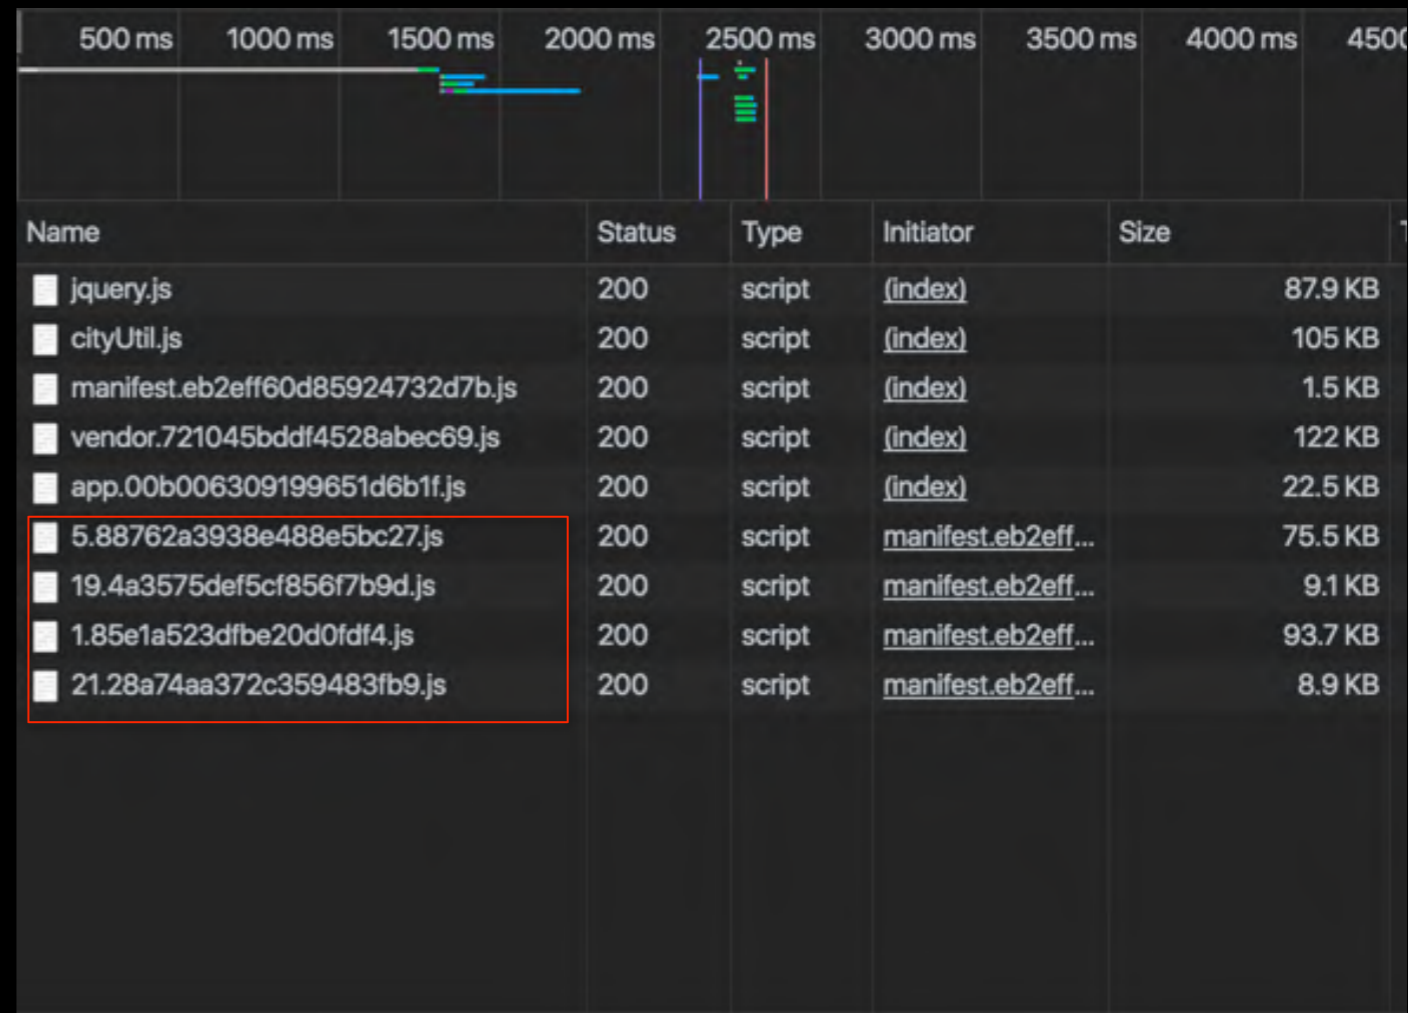 500 ms 1000 ms 1500 ms 2000 ms 2500 ms 3000 ms 3500 ms 4000 ms 450
Name Status Type Initiator Size
jquery.js 200 script (index) 87.9 KB
cityUtil.js 200 script (index) 105 KB
manifest.eb2eff60d85924732d7b.js 200 script (index) 1.5 KB
vendor.721045bddf4528abec69.js 200 script (index) 122 KB
app.00b006309199651d6b1f.js 200 script (index) 22.5 KB
5.88762a3938e488e5bc27.js 200 script manifest.eb2eff... 75.5 KB
19.4a3575def5cf856f7b9d.js 200 script manifest.eb2eff... 9.1 KB
1.85e1a523dfbe20d0fdf4.js 200 script manifest.eb2eff... 93.7 KB
21.28a74aa372c359483fb9.js 200 script manifest.eb2eff... 8.9 KB